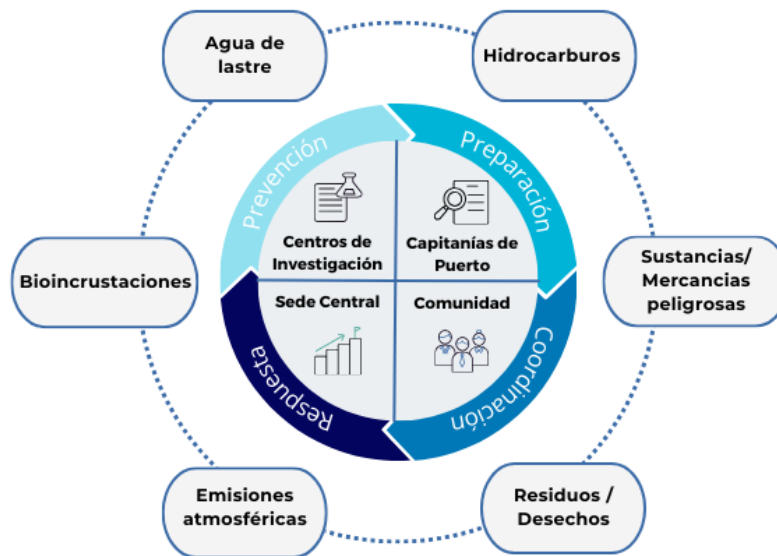 Agua de
lastre
Hidrocarburos
Prevención
Preparación
Centros de
Investigación
Capitanías de
Puerto
Bioincrustaciones
Sustancias/
Mercancias
peligrosas
Sede Central
Comunidad
Respuesta
Coordinación
Emisiones
atmosféricas
Residuos /
Desechos